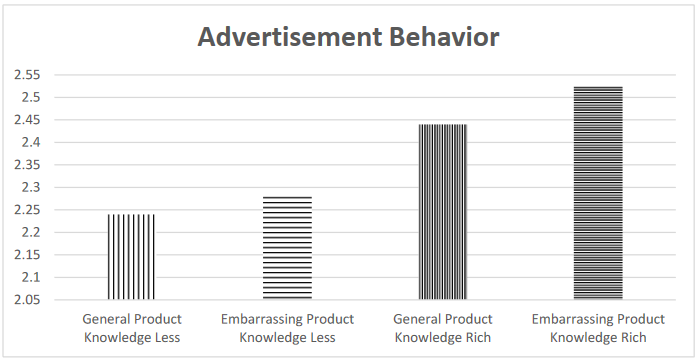 Advertisement Behavior
2.55
2.5
2.45
2.4
2.35
2.3
2.25
2.2
2.15
2.1
2.05
General Product
Knowledge Less
Embarrassing Product
Knowledge Less
General Product
Knowledge Rich
Embarrassing Product
Knowledge Rich